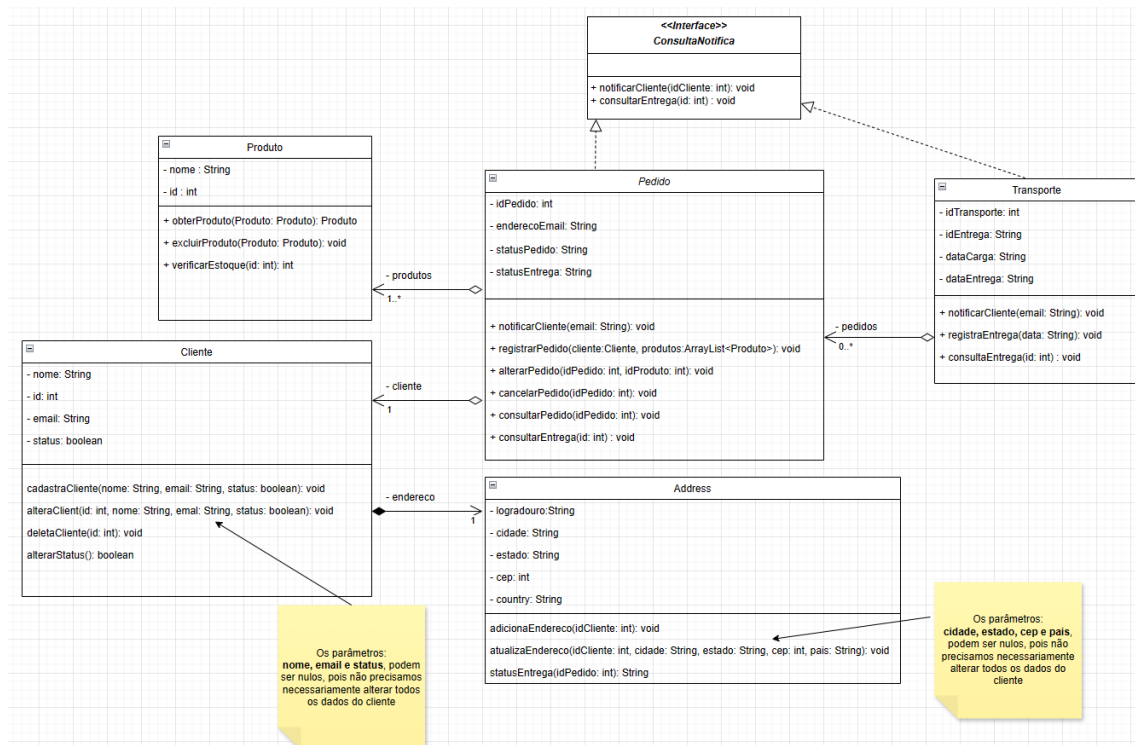 <<Interface>>
ConsultaNotifica
+ notificarCliente(idCliente: int): void
+ consultarEntrega(id: int) : void
Produto
- nome : String
- id : int
+ obterProduto(Produto: Produto): Produto
+ excluirProduto(Produto: Produto): void
+ verificarEstoque(id: int): int
Pedido
- idPedido: int
- enderecoEmail: String
- statusPedido: String
- statusEntrega: String
+ notificarCliente(email: String): void
+ registrarPedido(cliente:Cliente, produtos:ArrayList<Produto>): void
+ alterarPedido(idPedido: int, idProduto: int): void
+ cancelarPedido(idPedido: int): void
+ consultarPedido(idPedido: int): void
+ consultarEntrega(id: int) : void
Transporte
- idTransporte: int
- idEntrega: String
- dataCarga: String
- dataEntrega: String
+ notificarCliente(email: String): void
+ registraEntrega(data: String): void
+ consultaEntrega(id: int) : void
- produtos
1..*
- pedidos
0..*
Cliente
- nome: String
- id: int
- email: String
- status: boolean
cadastraCliente(nome: String, email: String, status: boolean): void
alteraClient(id: int, nome: String, emal: String, status: boolean): void
deletaCliente(id: int): void
alterarStatus(): boolean
- cliente
1
- endereco
1
Address
- logradouro:String
- cidade: String
- estado: String
- cep: int
- country: String
adicionaEndereco(idCliente: int): void
atualizaEndereco(idCliente: int, cidade: String, estado: String, cep: int, pais: String): void
statusEntrega(idPedido: int): String
Os parâmetros:
nome, email e status, podem
ser nulos, pois não precisamos
necessariamente alterar todos
os dados do cliente
Os parâmetros:
cidade, estado, cep e pais,
podem ser nulos, pois não
precisamos necessariamente
alterar todos os dados do
cliente